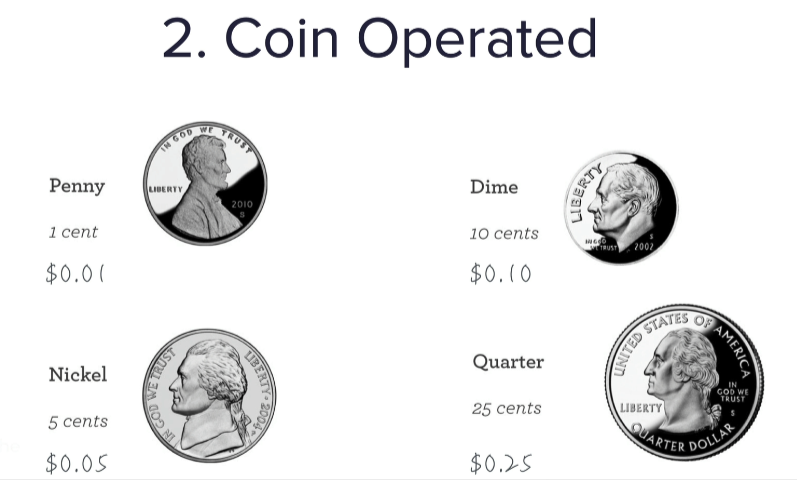 2. Coin Operated
Penny
1 cent
$0.01
IN GOD WE TRUST
LIBERTY
2010
S
Dime
10 cents
$0.10
LIBERTY
IN GOD
WE TRUST
S
2002
Nickel
5 cents
$0.05
IN GOD WE TRUST
LIBERTY • 2004 •
Quarter
25 cents
$0.25
UNITED STATES OF AMERICA
LIBERTY
IN
GOD WE
TRUST
S
QUARTER DOLLAR